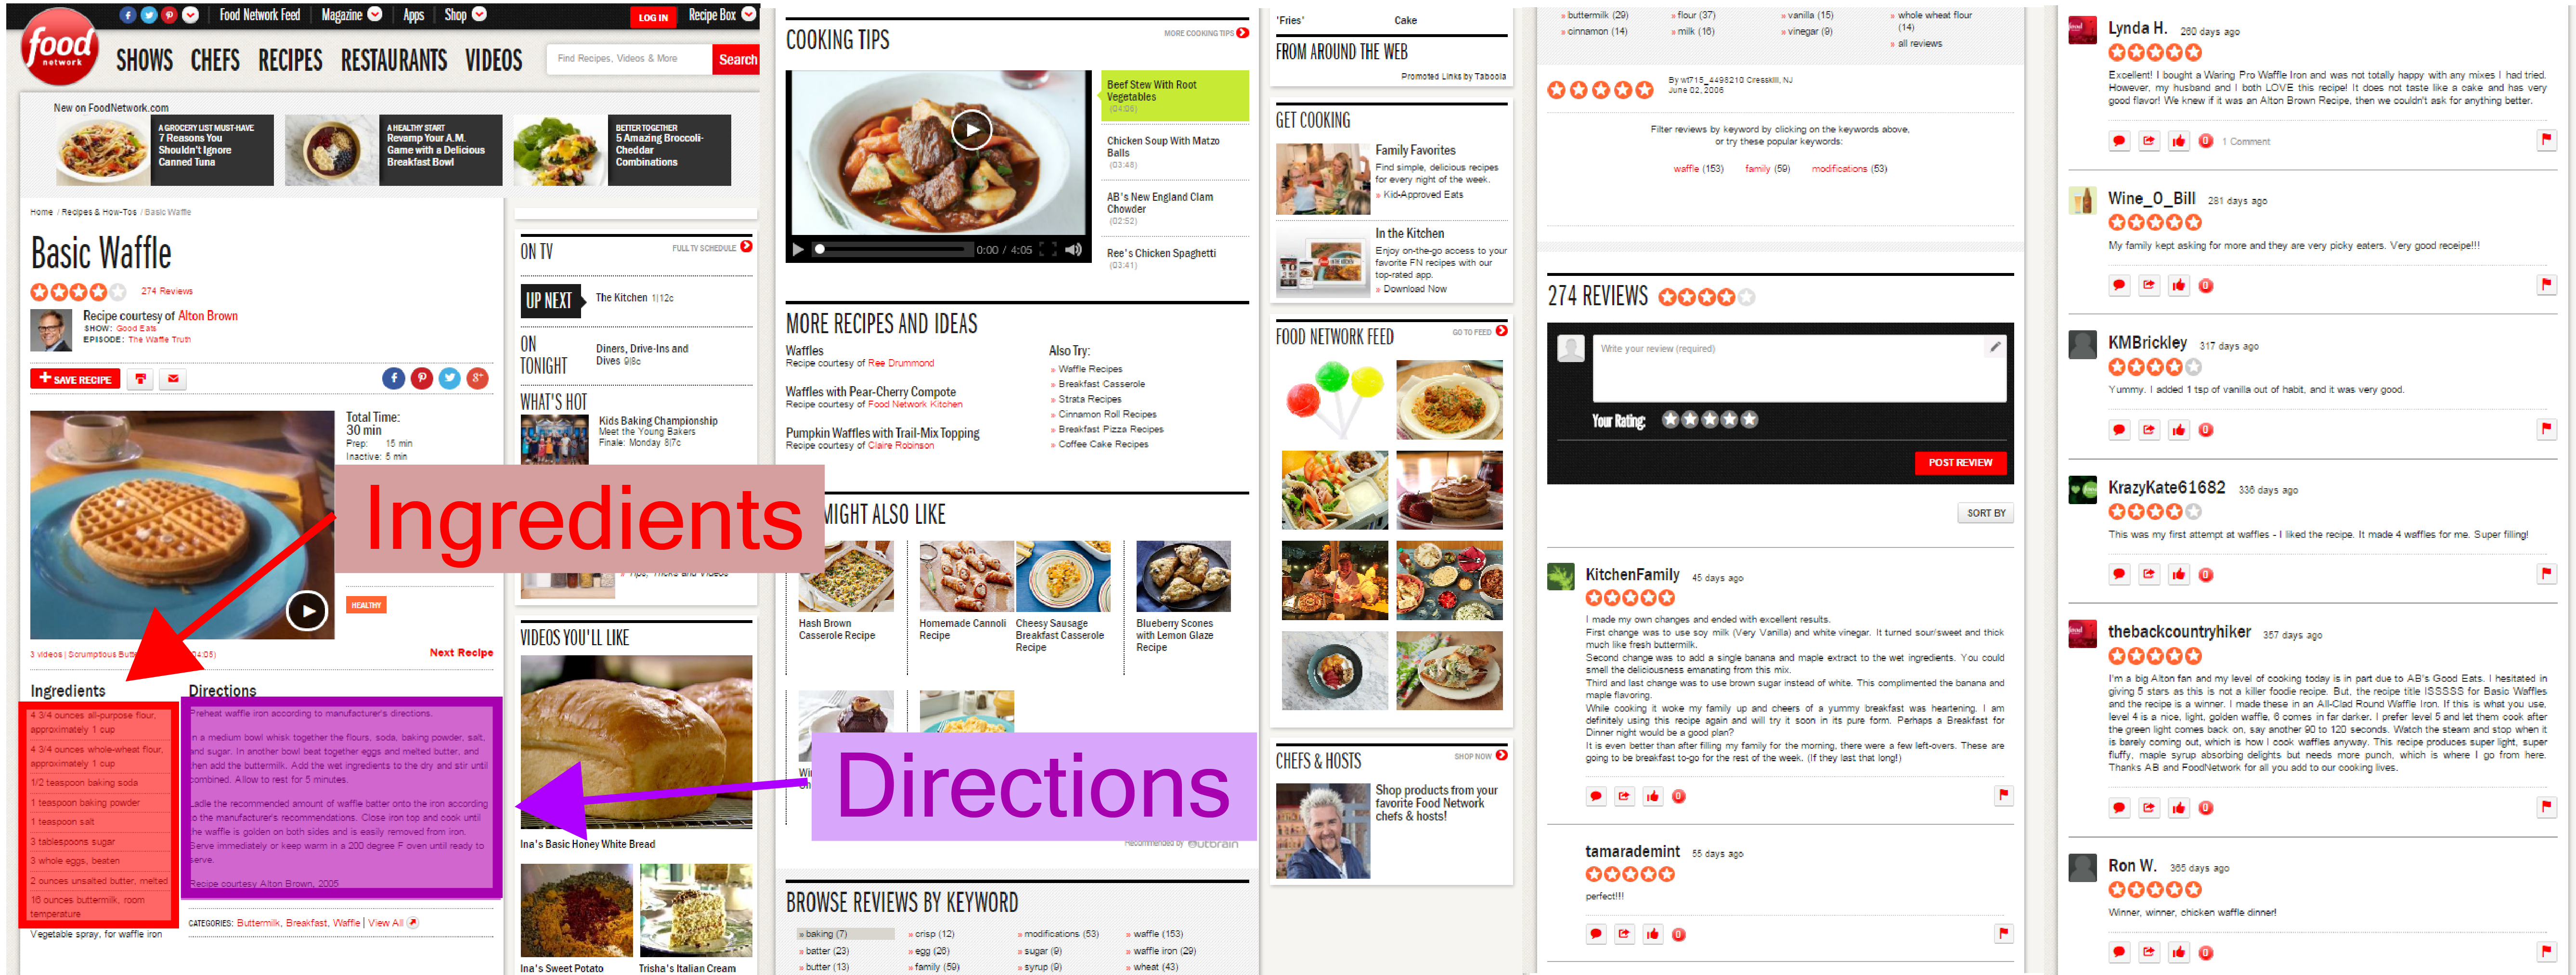 Food Network Feed
Magazine
Apps
Shop
LOG IN
Recipe Box
food
network
SHOWS CHEFS RECIPES RESTAURANTS VIDEOS
Find Recipes, Videos & More
Search
New on FoodNetwork.com
A GROCERY LIST MUST-HAVE
7 Reasons You
Shouldn't Ignore
Canned Tuna
A HEALTHY START
Revamp Your A.M.
Game with a Delicious
Breakfast Bowl
BETTER TOGETHER
5 Amazing Broccoli-
Cheddar
Combinations
Home / Recipes & How-Tos / Basic Waffle
Basic Waffle
274 Reviews
Recipe courtesy of Alton Brown
SHOW: Good Eats
EPISODE: The Waffle Truth
SAVE RECIPE
Total Time:
30 min
Prep: 15 min
Inactive: 5 min
HEALTHY
3 videos | Scrumptious
04:05)
Next Recipe
Ingredients
4 3/4 ounces all-purpose flour,
approximately 1 cup
4 3/4 ounces whole-wheat flour,
approximately 1 cup
1/2 teaspoon baking soda
1 teaspoon baking powder
1 teaspoon salt
3 tablespoons sugar
3 whole eggs, beaten
2 ounces unsalted butter, melted
16 ounces buttermilk, room
temperature
Vegetable spray, for waffle iron
Directions
Preheat waffle iron according to manufacturer's directions.
In a medium bowl whisk together the flours, soda, baking powder, salt,
and sugar. In another bowl beat together eggs and melted butter, and
then add the buttermilk. Add the wet ingredients to the dry and stir until
combined. Allow to rest for 5 minutes.
Ladle the recommended amount of waffle batter onto the iron according
to the manufacturer's recommendations. Close iron top and cook until
the waffle is golden on both sides and is easily removed from iron.
Serve immediately or keep warm in a 200 degree F oven until ready to
serve.
Recipe courtesy Alton Brown, 2005
CATEGORIES: Buttermilk, Breakfast, Waffle | View All
Ingredients
Directions
ON TV
FULL TV SCHEDULE
UP NEXT
The Kitchen 1|12c
ON
TONIGHT
Diners, Drive-Ins and
Dives 9|8c
WHAT'S HOT
Kids Baking Championship
Meet the Young Bakers
Finale: Monday 8|7c
Tips, Tricks and Videos
VIDEOS YOU'LL LIKE
Ina's Basic Honey White Bread
Ina's Sweet Potato
Trisha's Italian Cream
COOKING TIPS
MORE COOKING TIPS
0:00 / 4:05
Beef Stew With Root
Vegetables
(04:06)
Chicken Soup With Matzo
Balls
(03:48)
AB's New England Clam
Chowder
(02:52)
Ree's Chicken Spaghetti
(03:41)
MORE RECIPES AND IDEAS
Waffles
Recipe courtesy of Ree Drummond
Waffles with Pear-Cherry Compote
Recipe courtesy of Food Network Kitchen
Pumpkin Waffles with Trail-Mix Topping
Recipe courtesy of Claire Robinson
Also Try:
» Waffle Recipes
» Breakfast Casserole
» Strata Recipes
» Cinnamon Roll Recipes
» Breakfast Pizza Recipes
» Coffee Cake Recipes
MIGHT ALSO LIKE
Hash Brown
Casserole Recipe
Homemade Cannoli
Recipe
Cheesy Sausage
Breakfast Casserole
Recipe
Blueberry Scones
with Lemon Glaze
Recipe
Recommended by Outbrain
BROWSE REVIEWS BY KEYWORD
» baking (7)
» crisp (12)
» modifications (53)
» waffle (153)
» batter (23)
» egg (26)
» sugar (9)
» waffle iron (29)
» butter (13)
» family (59)
» syrup (9)
» wheat (43)
'Fries'
Cake
FROM AROUND THE WEB
Promoted Links by Taboola
GET COOKING
Family Favorites
Find simple, delicious recipes
for every night of the week.
» Kid-Approved Eats
In the Kitchen
Enjoy on-the-go access to your
favorite FN recipes with our
top-rated app.
» Download Now
FOOD NETWORK FEED
GO TO FEED
CHEFS & HOSTS
SHOP NOW
Shop products from your
favorite Food Network
chefs & hosts!
» buttermilk (29)
» flour (37)
» vanilla (15)
» whole wheat flour
(14)
» cinnamon (14)
» milk (16)
» vinegar (9)
» all reviews
By wt715_4498210 Cresskill, NJ
June 02, 2006
Filter reviews by keyword by clicking on the keywords above,
or try these popular keywords:
waffle (153) family (59) modifications (53)
274 REVIEWS
Write your review (required)
Your Rating:
POST REVIEW
SORT BY
KitchenFamily 45 days ago
I made my own changes and ended with excellent results.
First change was to use soy milk (Very Vanilla) and white vinegar. It turned sour/sweet and thick
much like fresh buttermilk.
Second change was to add a single banana and maple extract to the wet ingredients. You could
smell the deliciousness emanating from this mix.
Third and last change was to use brown sugar instead of white. This complimented the banana and
maple flavoring.
While cooking it woke my family up and cheers of a yummy breakfast was heartening. I am
definitely using this recipe again and will try it soon in its pure form. Perhaps a Breakfast for
Dinner night would be a good plan?
It is even better than after filling my family for the morning, there were a few left-overs. These are
going to be breakfast to-go for the rest of the week. (If they last that long!)
0
tamarademint 55 days ago
perfect!!!
0
Lynda H. 260 days ago
Excellent! I bought a Waring Pro Waffle Iron and was not totally happy with any mixes I had tried.
However, my husband and I both LOVE this recipe! It does not taste like a cake and has very
good flavor! We knew if it was an Alton Brown Recipe, then we couldn't ask for anything better.
0 1 Comment
Wine_O_Bill 281 days ago
My family kept asking for more and they are very picky eaters. Very good receipe!!!
0
KMBrickley 317 days ago
Yummy. I added 1 tsp of vanilla out of habit, and it was very good.
0
KrazyKate61682 336 days ago
This was my first attempt at waffles - I liked the recipe. It made 4 waffles for me. Super filling!
0
thebackcountryhiker 357 days ago
I'm a big Alton fan and my level of cooking today is in part due to AB's Good Eats. I hesitated in
giving 5 stars as this is not a killer foodie recipe. But, the recipe title ISSSSS for Basic Waffles
and the recipe is a winner. I made these in an All-Clad Round Waffle Iron. If this is what you use,
level 4 is a nice, light, golden waffle, 6 comes in far darker. I prefer level 5 and let them cook after
the green light comes back on, say another 90 to 120 seconds. Watch the steam and stop when it
is barely coming out, which is how I cook waffles anyway. This recipe produces super light, super
fluffy, maple syrup absorbing delights but needs more punch, which is where I go from here.
Thanks AB and FoodNetwork for all you add to our cooking lives.
0
Ron W. 365 days ago
Winner, winner, chicken waffle dinner!
0